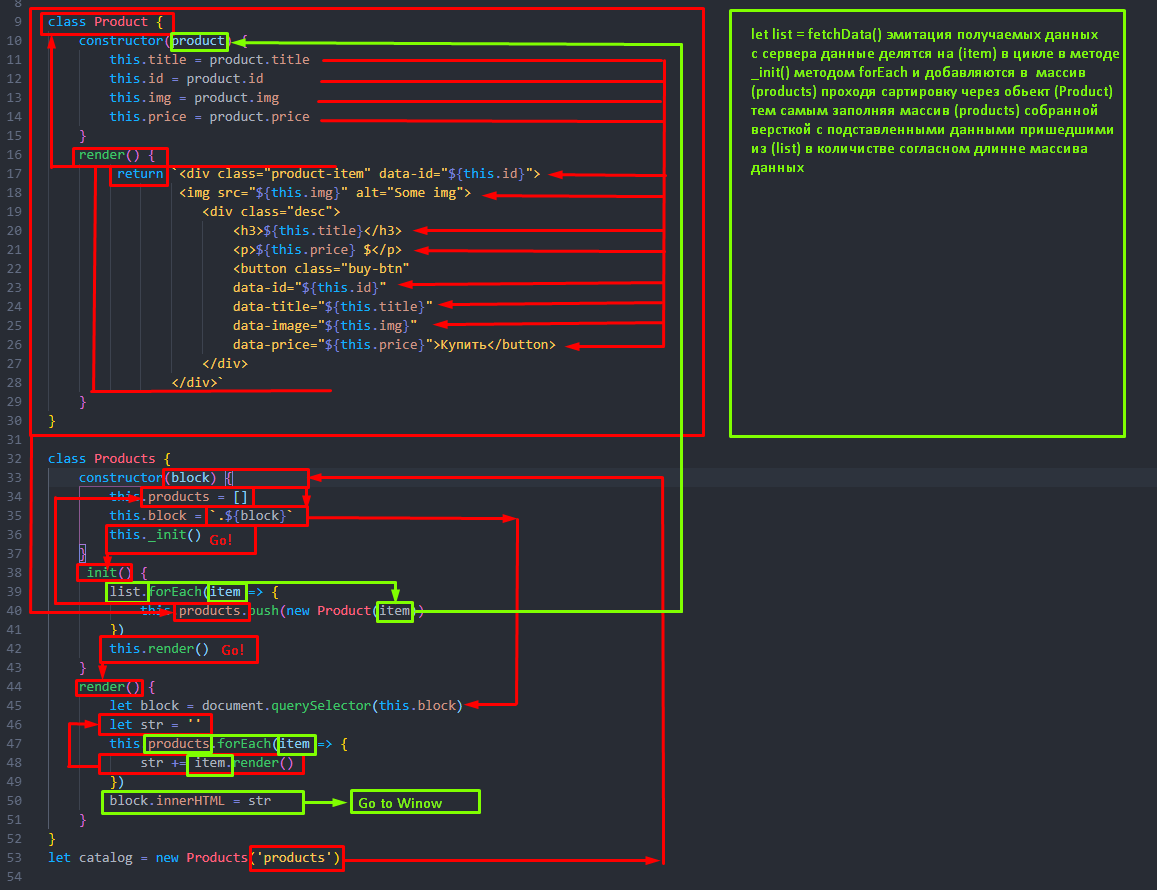 8
9 class Product {
10 constructor(product) {
11 this.title = product.title
12 this.id = product.id
13 this.img = product.img
14 this.price = product.price
15 }
16 render() {
17 return `<div class="product-item" data-id="${this.id}">
18 <img src="${this.img}" alt="Some img">
19 <div class="desc">
20 <h3>${this.title}</h3>
21 <p>${this.price} $</p>
22 <button class="buy-btn"
23 data-id="${this.id}"
24 data-title="${this.title}"
25 data-image="${this.img}"
26 data-price="${this.price}">Купить</button>
27 </div>
28 </div>`
29 }
30 }
31
32 class Products {
33 constructor(block) {
34 this.products = []
35 this.block = `.${block}`
36 this._init() Go!
37 }
38 _init() {
39 list.forEach(item => {
40 this.products.push(new Product(item))
41 })
42 this.render() Go!
43 }
44 render() {
45 let block = document.querySelector(this.block)
46 let str = ''
47 this.products.forEach(item => {
48 str += item.render()
49 })
50 block.innerHTML = str Go to Winow
51 }
52 }
53 let catalog = new Products('products')
54
let list = fetchData() эмитация получаемых данных
с сервера данные делятся на (item) в цикле в методе
_init() методом forEach и добавляются в массив
(products) проходя сартировку через обьект (Product)
тем самым заполняя массив (products) собранной
версткой с подставленными данными пришедшими
из (list) в количистве согласном длинне массива
данных